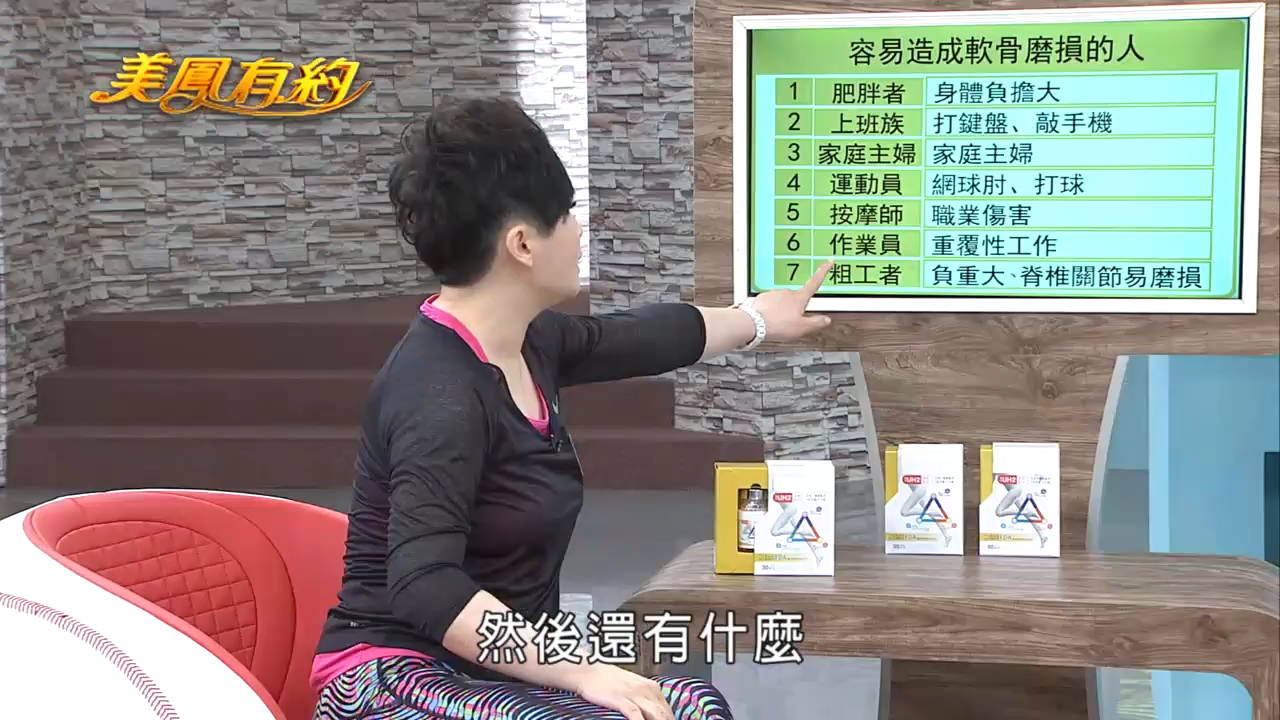 美鳳有約
容易造成軟骨磨損的人
1 肥胖者 身體負擔大
2 上班族 打鍵盤、敲手機
3 家庭主婦 家庭主婦
4 運動員 網球肘、打球
5 按摩師 職業傷害
6 作業員 重覆性工作
7 粗工者 負重大、脊椎關節易磨損
UH2
UH2
UH2
然後還有什麼